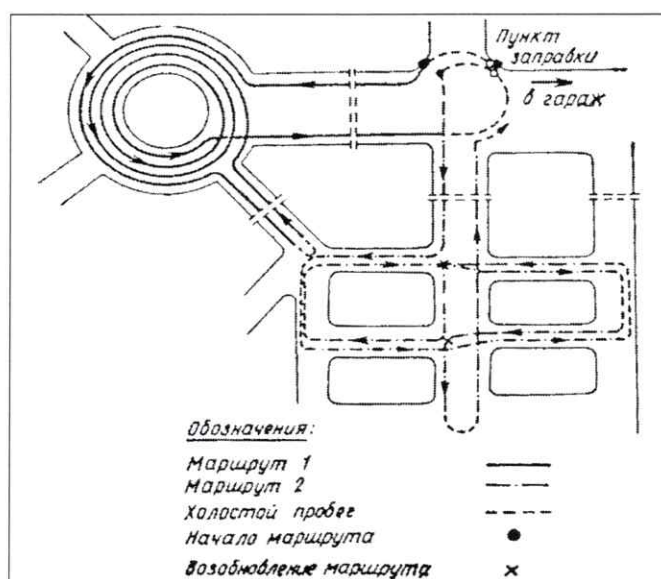 Пункт
заправки
в гараж
Обозначения:
Маршрут 1
Маршрут 2
Холостой пробег
Начало маршрута
Возобновление маршрута